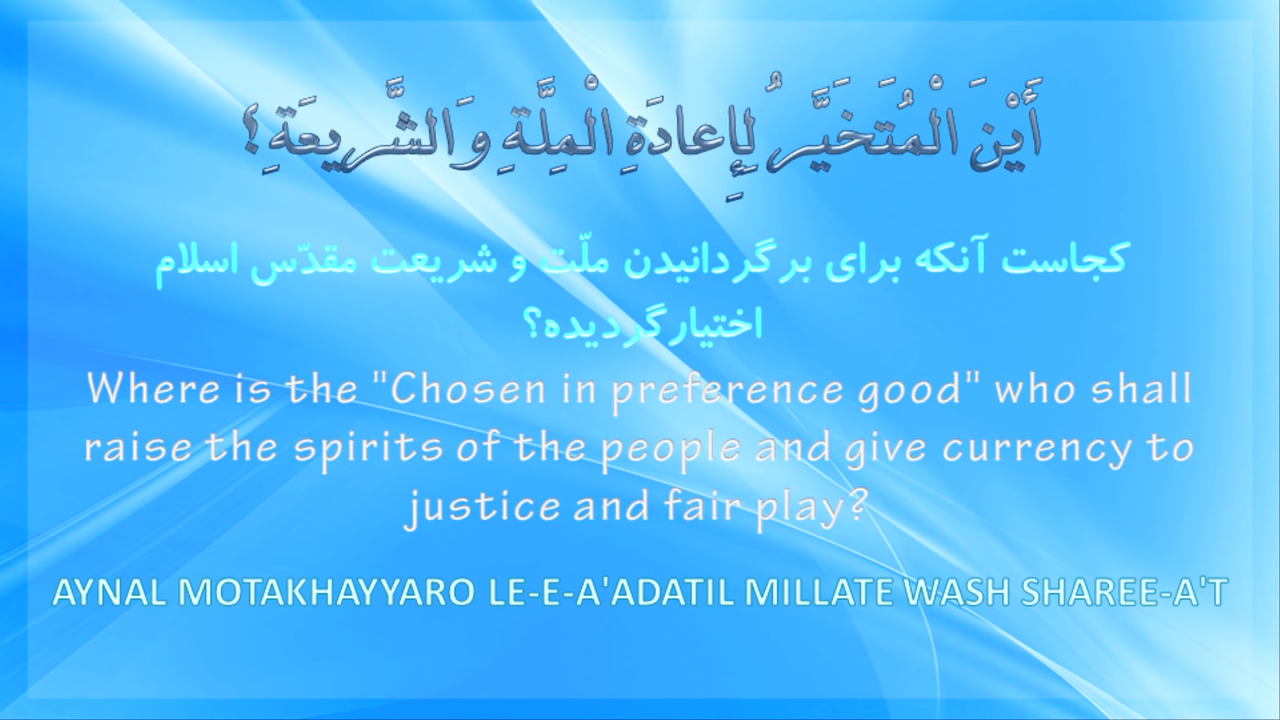 أَيْنَ الْمُتَخَيَّرُ لِإِعادَةِ الْمِلَّةِ وَالشَّريعَةِ؟
کجاست آنکه برای برگردانیدن ملّت و شریعت مقدّس اسلام
اختیارگردیده؟
Where is the "Chosen in preference good" who shall
raise the spirits of the people and give currency to
justice and fair play?
AYNAL MOTAKHAYYARO LE-E-A'ADATIL MILLATE WASH SHAREE-A'T